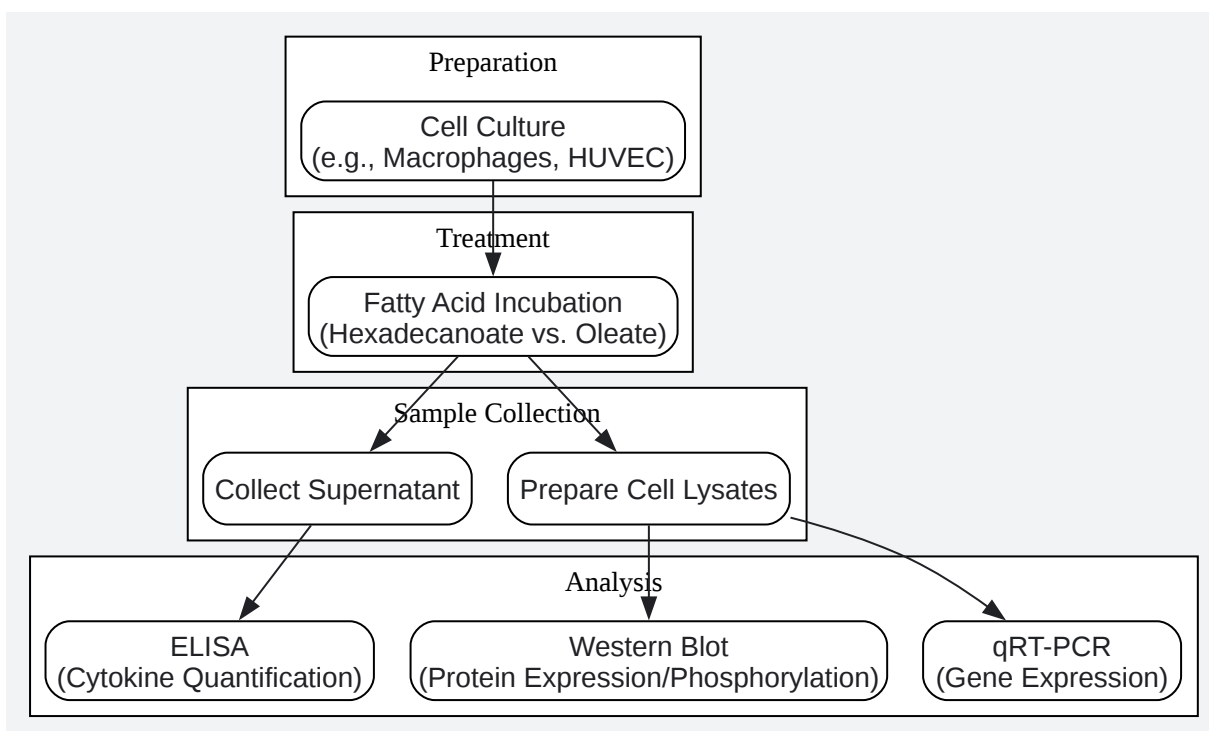 Preparation
Cell Culture
(e.g., Macrophages, HUVEC)
Treatment
Fatty Acid Incubation
(Hexadecanoate vs. Oleate)
Sample Collection
Collect Supernatant
Prepare Cell Lysates
Analysis
ELISA
(Cytokine Quantification)
Western Blot
(Protein Expression/Phosphorylation)
qRT-PCR
(Gene Expression)